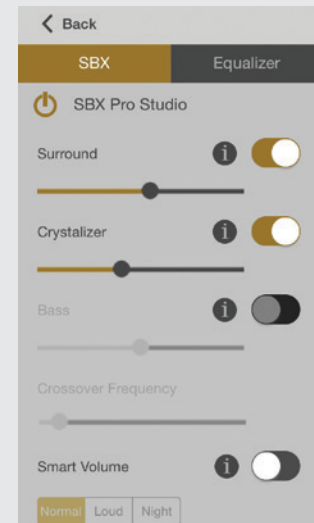 Back
SBX Equalizer
SBX Pro Studio
Surround i
Crystalizer i
Bass i
Crossover Frequency
Smart Volume i
Normal Loud Night